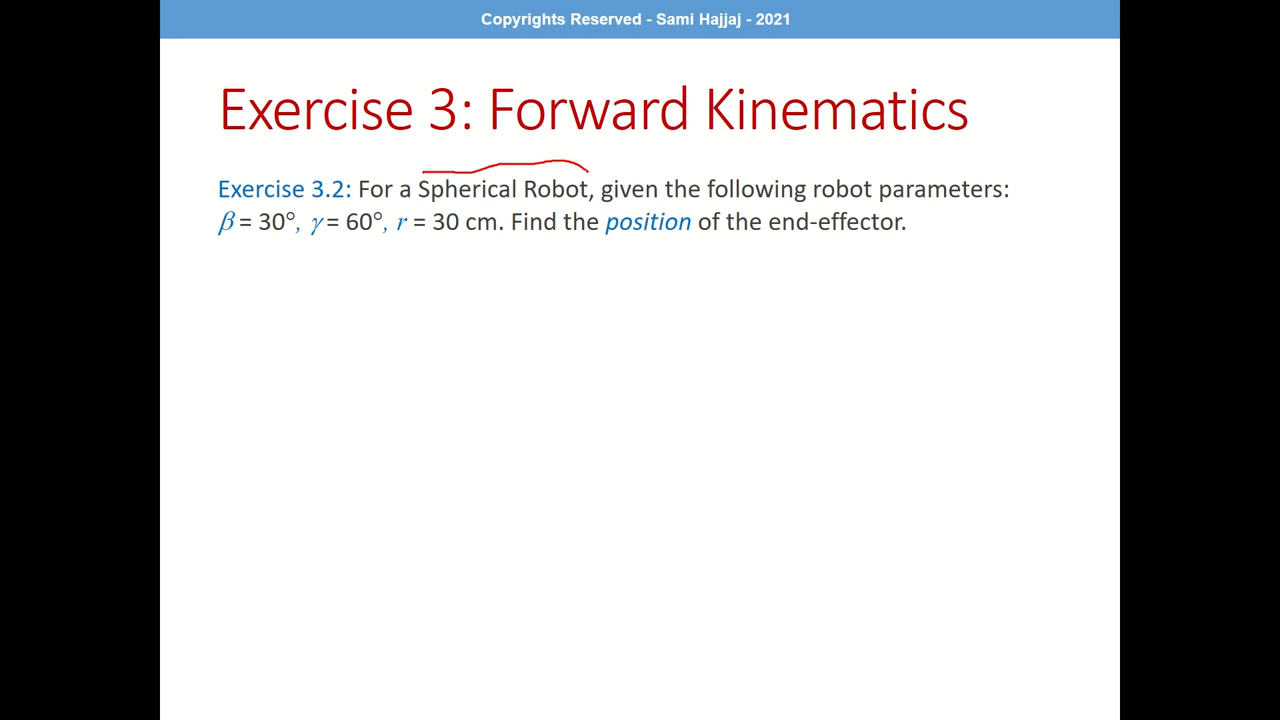 Copyrights Reserved - Sami Hajjaj - 2021
Exercise 3: Forward Kinematics
Exercise 3.2: For a Spherical Robot, given the following robot parameters:
β = 30°, γ = 60°, r = 30 cm. Find the position of the end-effector.